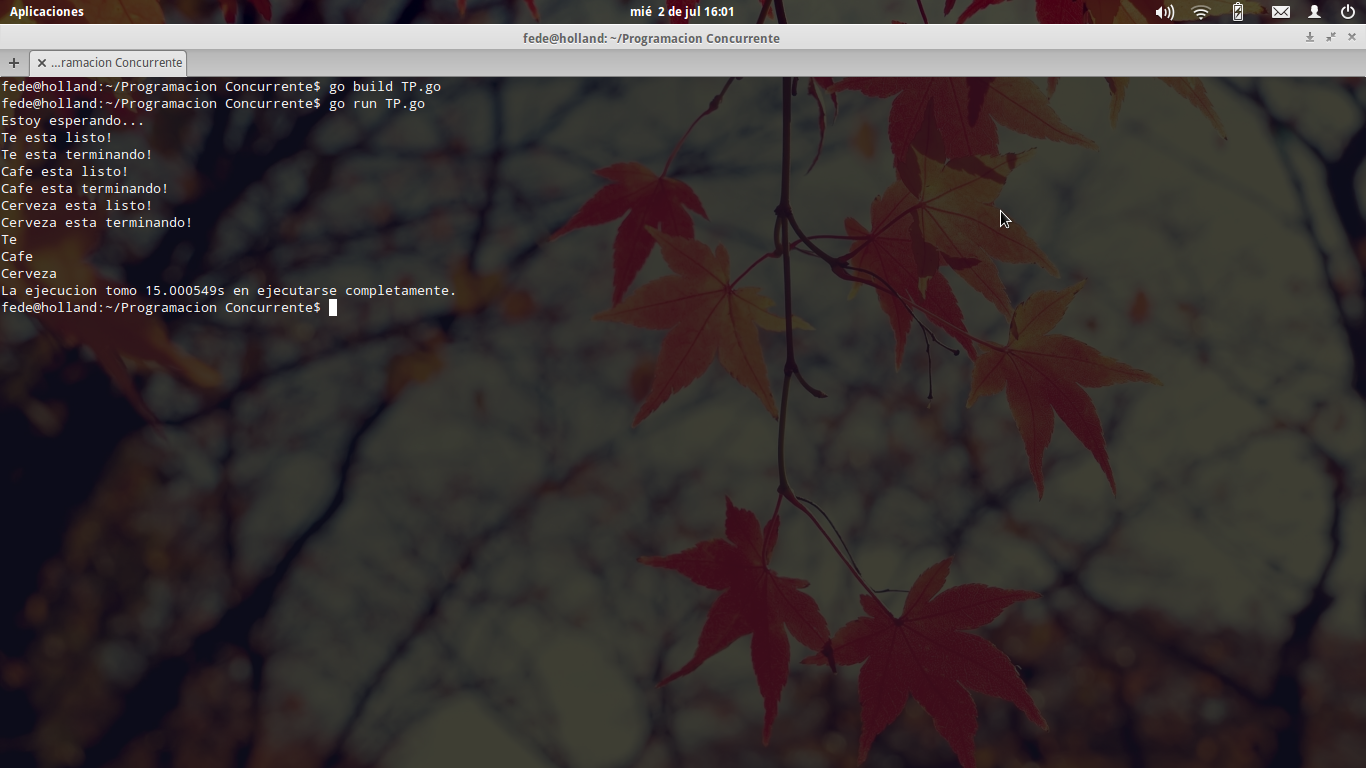 Aplicaciones
mié 2 de jul 16:01
fede@holland: ~/Programacion Concurrente
...ramacion Concurrente
fede@holland:~/Programacion Concurrente$ go build TP.go
fede@holland:~/Programacion Concurrente$ go run TP.go
Estoy esperando...
Te esta listo!
Te esta terminando!
Cafe esta listo!
Cafe esta terminando!
Cerveza esta listo!
Cerveza esta terminando!
Te
Cafe
Cerveza
La ejecucion tomo 15.000549s en ejecutarse completamente.
fede@holland:~/Programacion Concurrente$